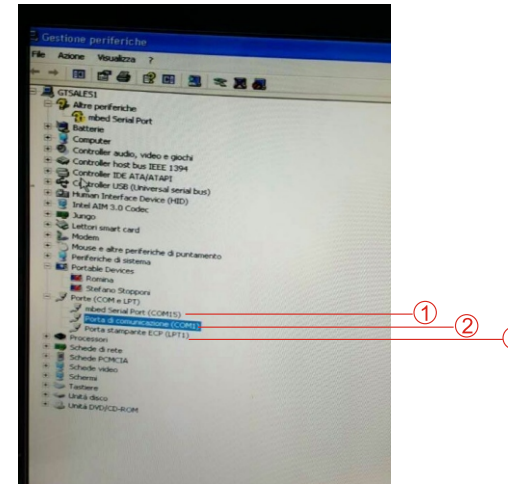 Gestione periferiche
File Azione Visualizza ?
GTSALES1
Altre periferiche
mbed Serial Port
Batterie
Computer
Controller audio, video e giochi
Controller host bus IEEE 1394
Controller IDE ATA/ATAPI
Controller USB (Universal serial bus)
Human Interface Device (HID)
Intel AIM 3.0 Codec
Jungo
Lettori smart card
Modem
Mouse e altre periferiche di puntamento
Periferiche di sistema
Portable Devices
Romina
Stefano Stopponi
Porte (COM e LPT)
mbed Serial Port (COM15)
1
Porta di comunicazione (COM1)
2
Porta stampante ECP (LPT1)
Processori
Schede di rete
Schede PCMCIA
Schede video
Schermi
Tastiere
Unità disco
Unità DVD/CD-ROM